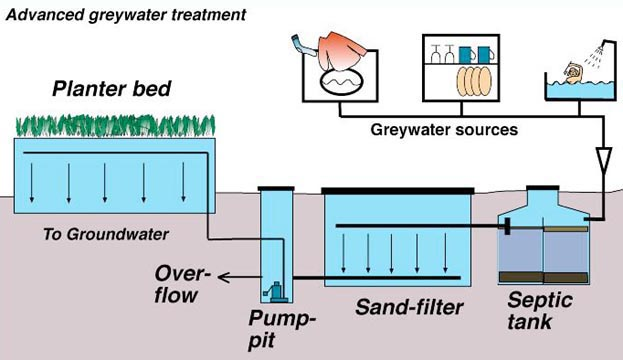 Advanced greywater treatment
Planter bed
Greywater sources
To Groundwater
Over-
flow
Pump-
pit
Sand-filter
Septic
tank